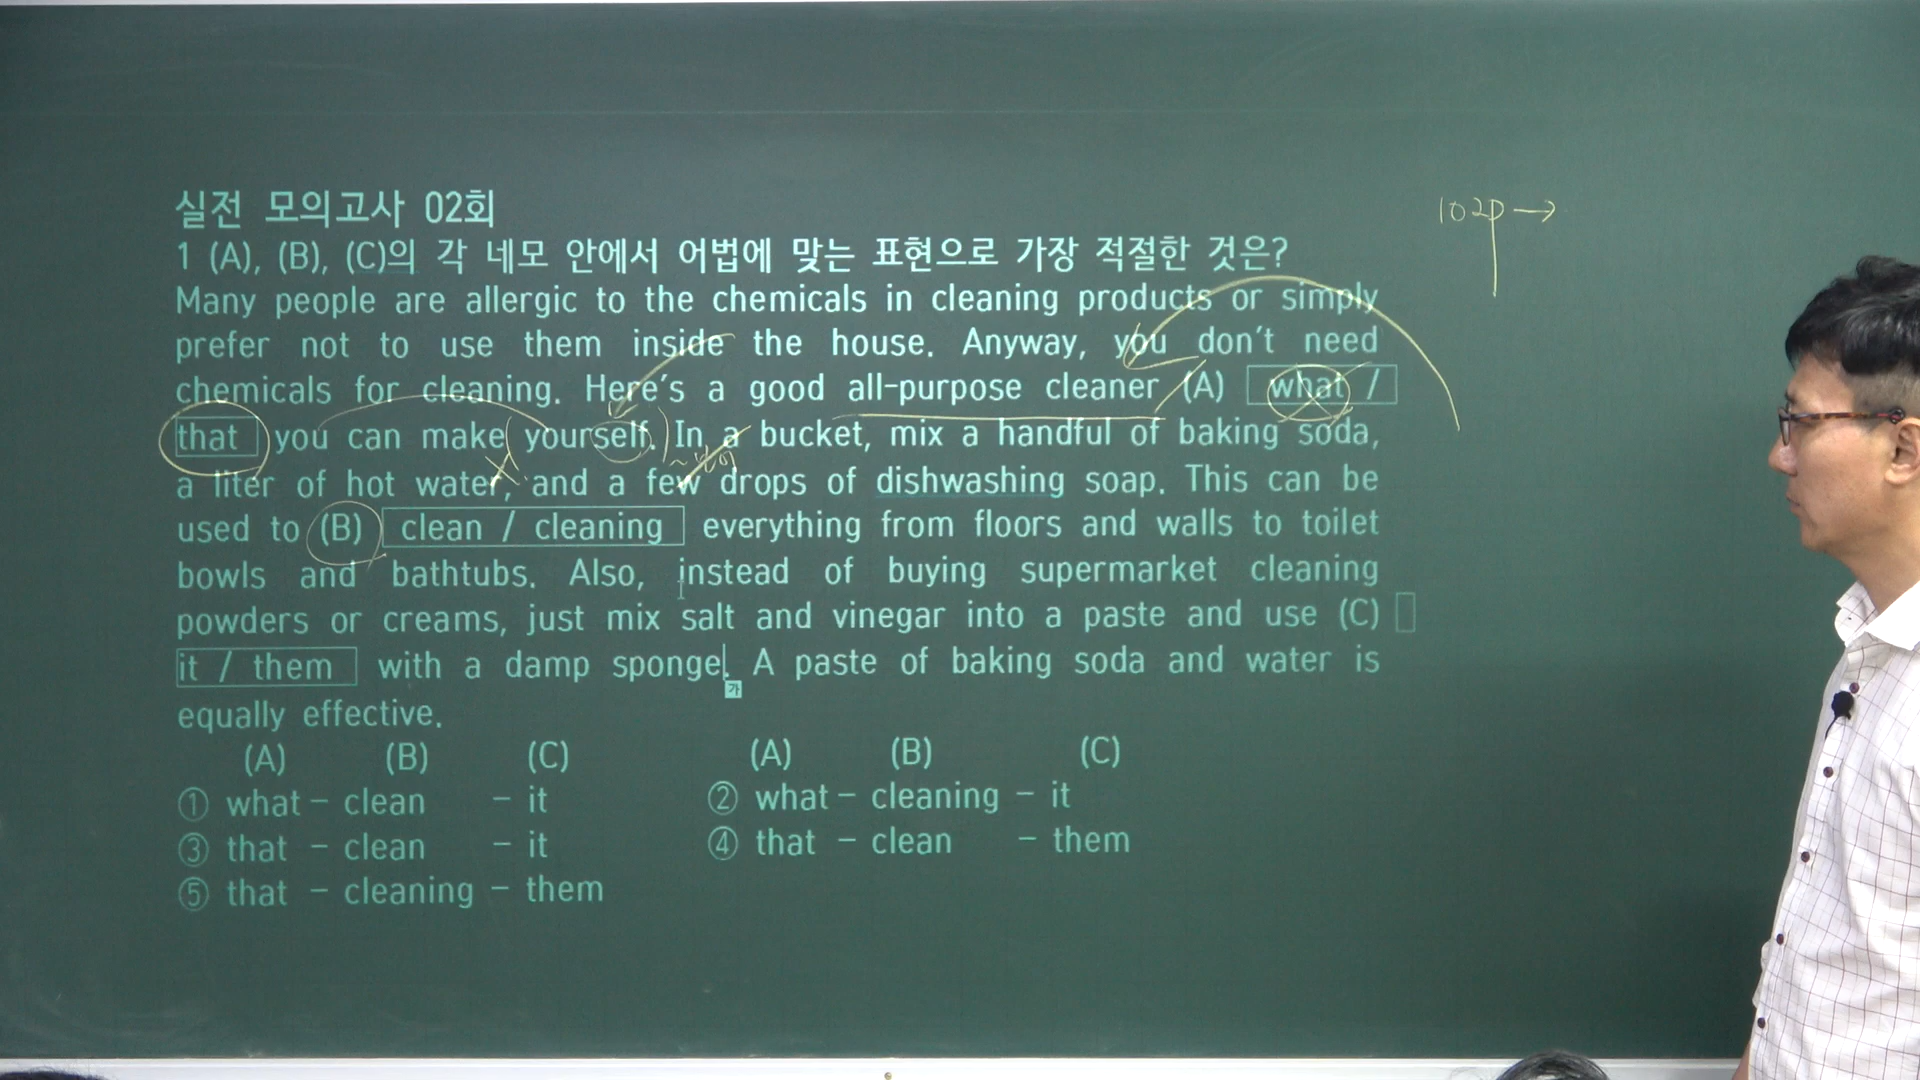 실전 모의고사 02회
102p →
1 (A), (B), (C)의 각 네모 안에서 어법에 맞는 표현으로 가장 적절한 것은?
Many people are allergic to the chemicals in cleaning products or simply
prefer not to use them inside the house. Anyway, you don't need
chemicals for cleaning. Here's a good all-purpose cleaner (A) what /
that you can make yourself. In a bucket, mix a handful of baking soda,
a liter of hot water, and a few drops of dishwashing soap. This can be
used to (B) clean / cleaning everything from floors and walls to toilet
bowls and bathtubs. Also, instead of buying supermarket cleaning
powders or creams, just mix salt and vinegar into a paste and use (C)
it / them with a damp sponge. A paste of baking soda and water is
가
equally effective.
(A) (B) (C) (A) (B) (C)
① what - clean - it ② what - cleaning - it
③ that - clean - it ④ that - clean - them
⑤ that - cleaning - them